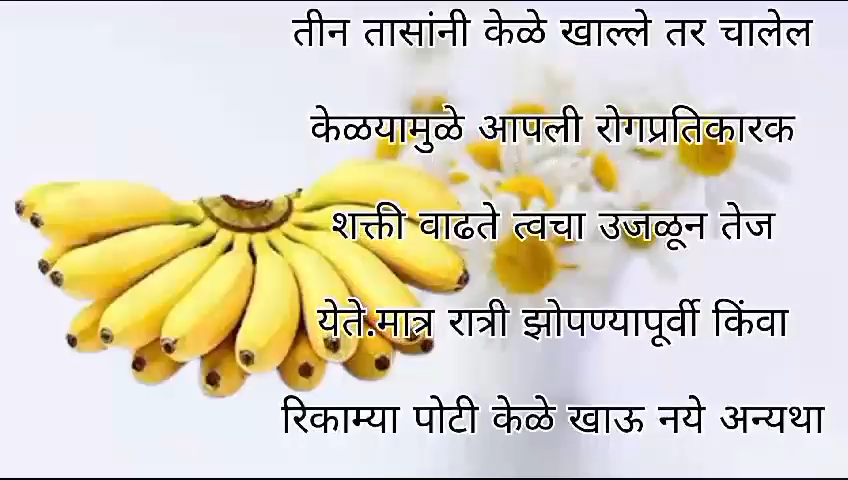 तीन तासांनी केळे खाल्ले तर चालेल
केळयामुळे आपली रोगप्रतिकारक
शक्ती वाढते त्वचा उजळून तेज
येते.मात्र रात्री झोपण्यापूर्वी किंवा
रिकाम्या पोटी केळे खाऊ नये अन्यथा